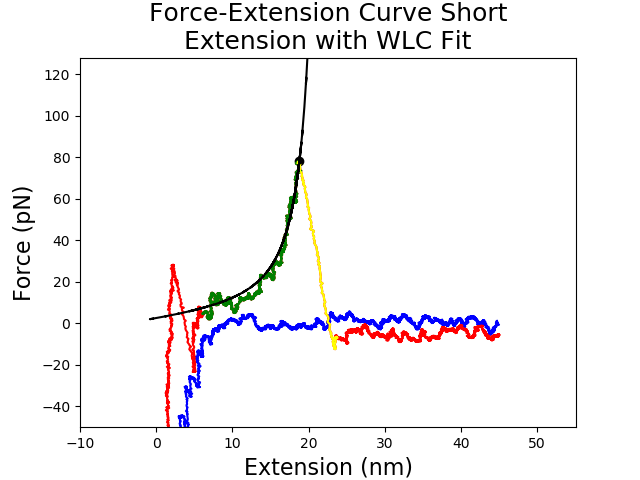 Force-Extension Curve Short
Extension with WLC Fit
Force (pN)
120
100
80
60
40
20
0
−20
−40
−10 0 10 20 30 40 50
Extension (nm)